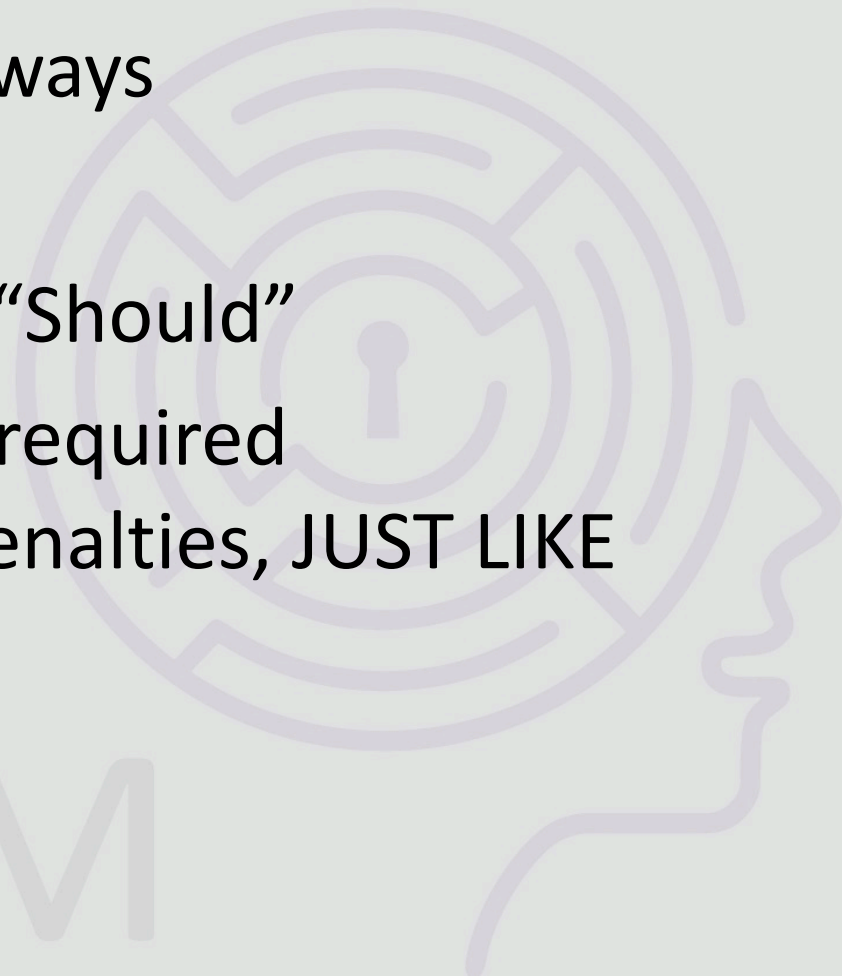 ways
“Should”
required
enalties, JUST LIKE
M